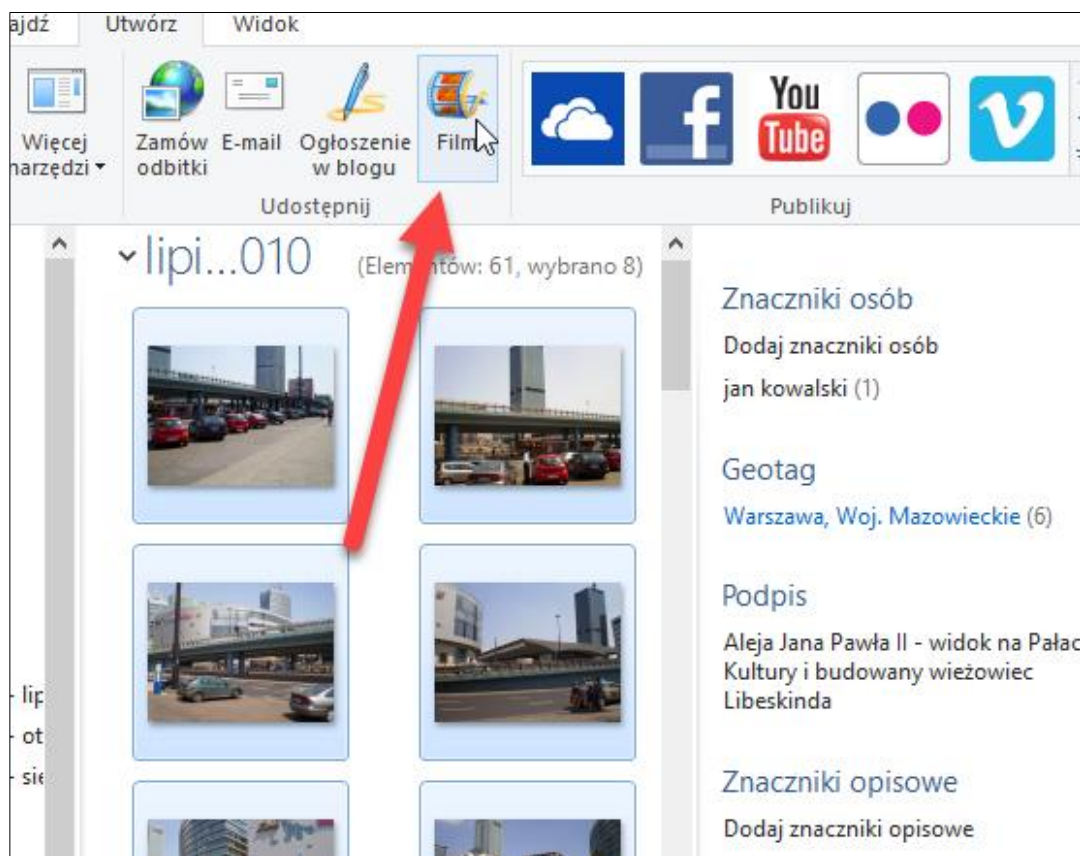 ajdź Utwórz Widok
Więcej
narzędzi
Zamów
odbitki
E-mail
Ogłoszenie
w blogu
Film
Udostępnij
f
You
Tube
v
Publikuj
lipi...010 (Elementów: 61, wybrano 8)
Znaczniki osób
Dodaj znaczniki osób
jan kowalski (1)
Geotag
Warszawa, Woj. Mazowieckie (6)
Podpis
Aleja Jana Pawła II - widok na Pałac
Kultury i budowany wieżowiec
Libeskinda
- lip
- ot
- sie
Znaczniki opisowe
Dodaj znaczniki opisowe